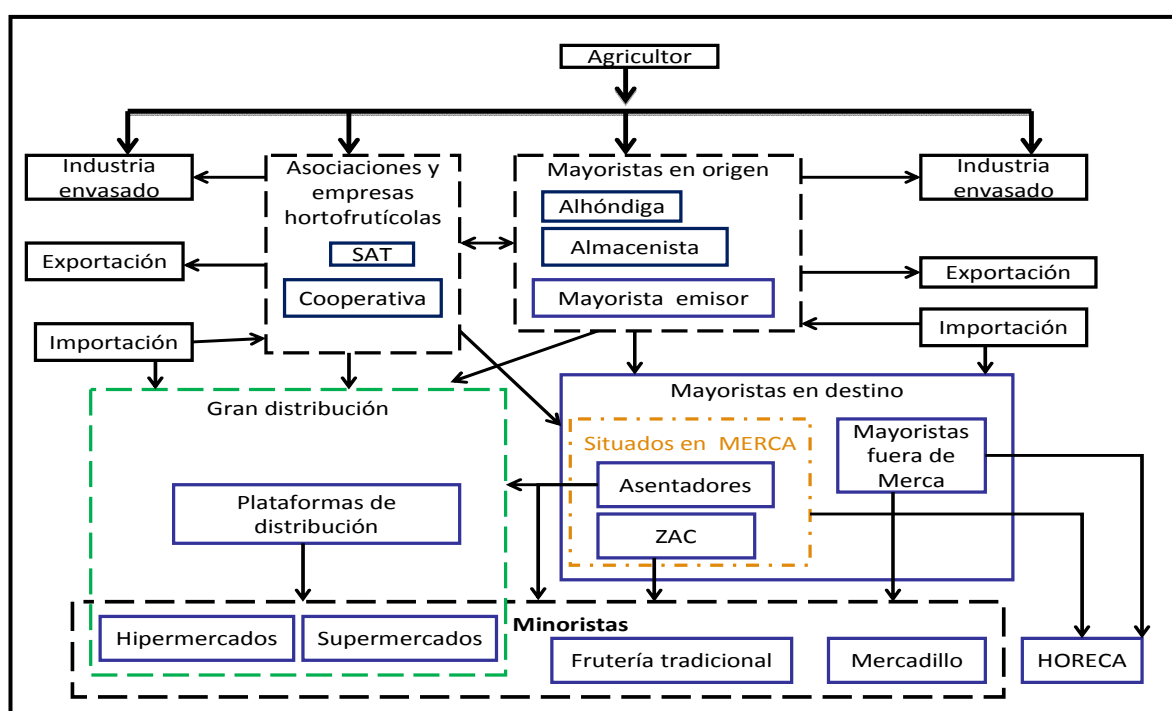 Agricultor
Industria
envasado
Asociaciones y
empresas
hortofrutícolas
SAT
Cooperativa
Mayoristas en origen
Alhóndiga
Almacenista
Mayorista emisor
Industria
envasado
Exportación
Exportación
Importación
Importación
Gran distribución
Plataformas de
distribución
Mayoristas en destino
Situados en MERCA
Asentadores
ZAC
Mayoristas
fuera de
Merca
Minoristas
Hipermercados
Supermercados
Frutería tradicional
Mercadillo
HORECA